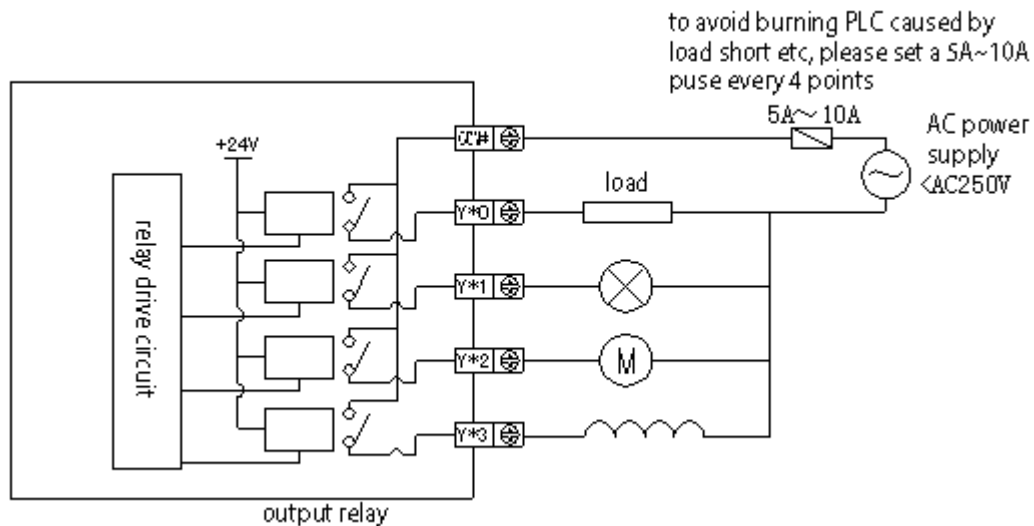 to avoid burning PLC caused by
load short etc, please set a 5A~10A
puse every 4 points
5A~10A
AC power
supply
<AC250V
+24V
load
Y*0
Y*1
Y*2
M
Y*3
relay drive circuit
output relay